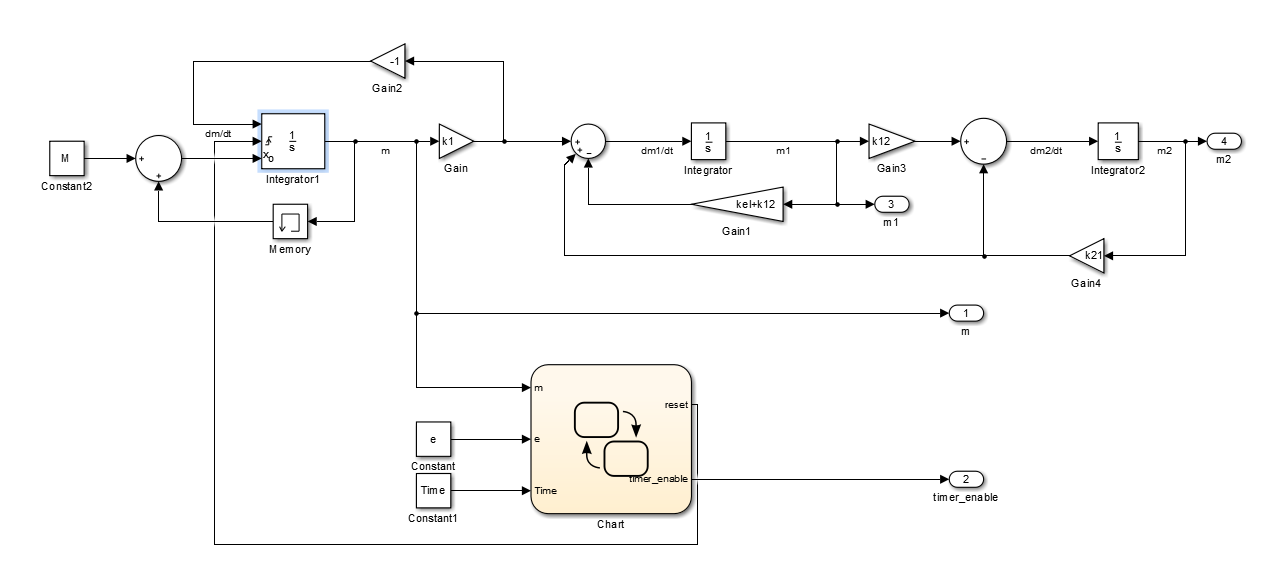 -1
Gain2
dm/dt
M
+
+
Constant2
1
s
xo
Integrator1
m
k1
Gain
+
+
−
dm1/dt
1
s
Integrator
m1
k12
Gain3
+
−
dm2/dt
1
s
Integrator2
m2
4
m2
Memory
kel+k12
Gain1
3
m1
k21
Gain4
1
m
m
reset
e
Constant
e
Time
Constant1
Time
timer_enable
2
timer_enable
Chart